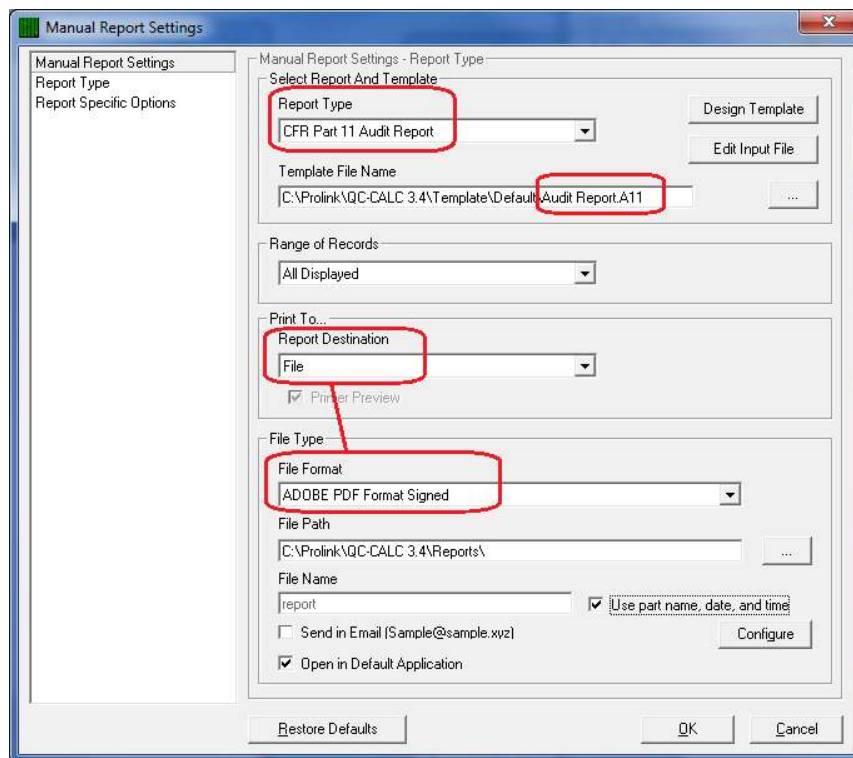 Manual Report Settings
Manual Report Settings
Report Type
Report Specific Options
Manual Report Settings - Report Type
Select Report And Template
Report Type
CFR Part 11 Audit Report
Design Template
Edit Input File
Template File Name
C:\Prolink\QC-CALC 3.4\Template\Default\Audit Report.A11
...
Range of Records
All Displayed
Print To...
Report Destination
File
Printer Preview
File Type
File Format
ADOBE PDF Format Signed
File Path
C:\Prolink\QC-CALC 3.4\Reports\
...
File Name
report
Use part name, date, and time
Send in Email (Sample@sample.xyz)
Configure
Open in Default Application
Restore Defaults
OK
Cancel